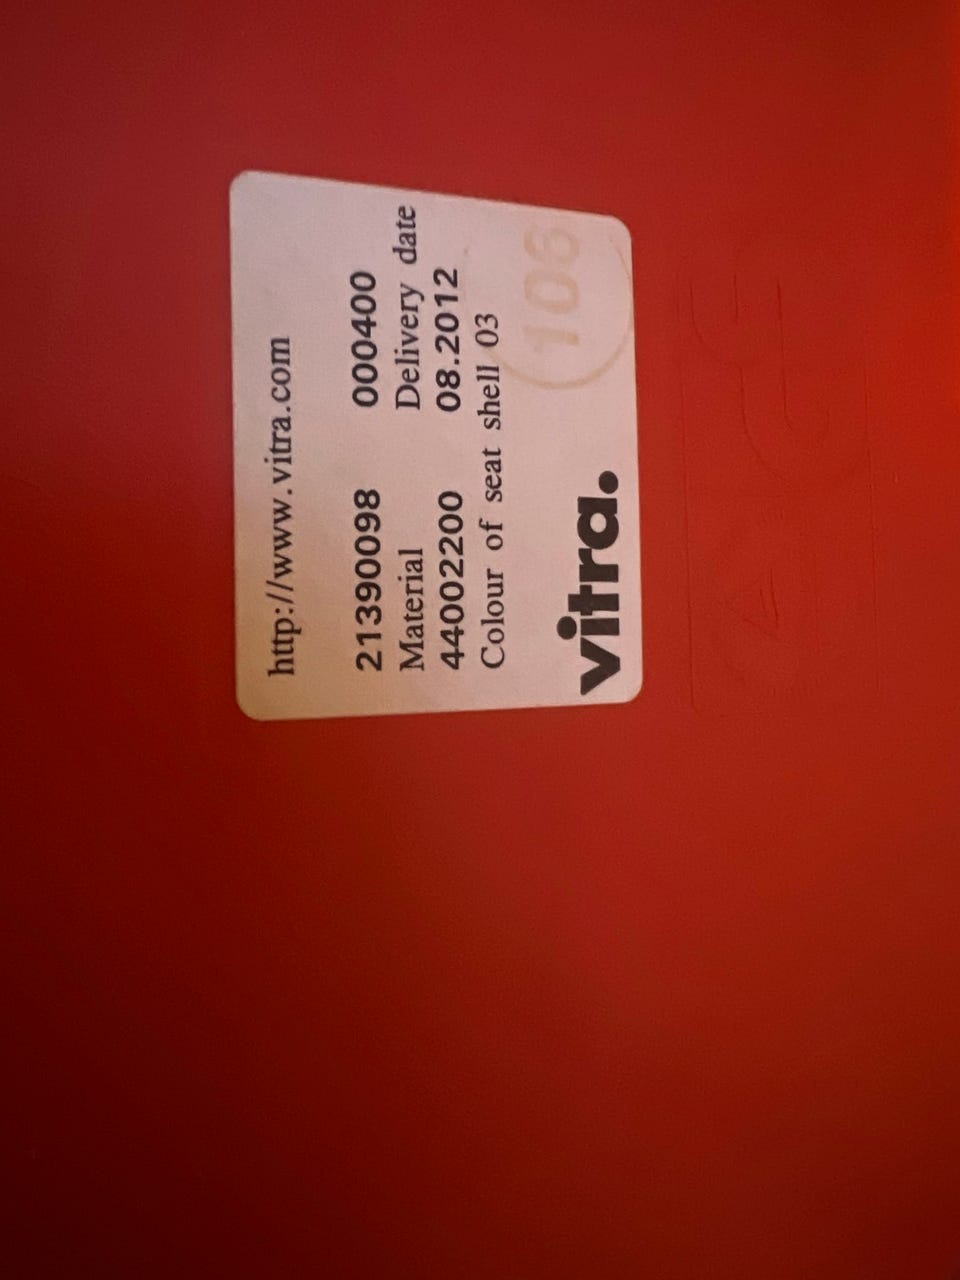 http://www.vitra.com
21390098 000400
Material Delivery date
44002200 08.2012
Colour of seat shell 03
106
vitra.